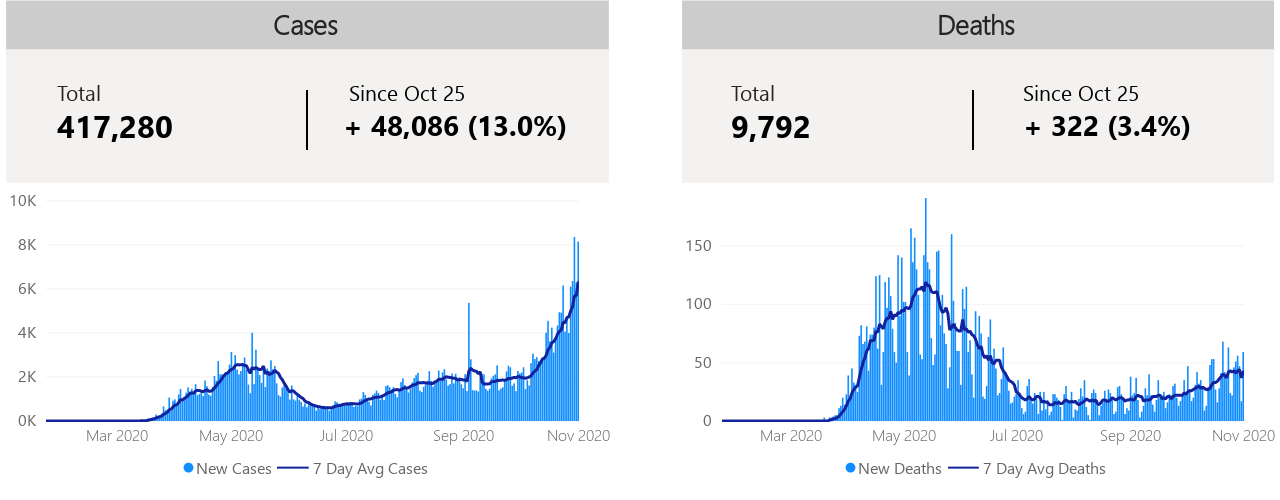 Cases
Total
417,280
Since Oct 25
+ 48,086 (13.0%)
10K
8K
6K
4K
2K
0K
Mar 2020 May 2020 Jul 2020 Sep 2020 Nov 2020
New Cases 7 Day Avg Cases
Deaths
Total
9,792
Since Oct 25
+ 322 (3.4%)
150
100
50
0
Mar 2020 May 2020 Jul 2020 Sep 2020 Nov 2020
New Deaths 7 Day Avg Deaths